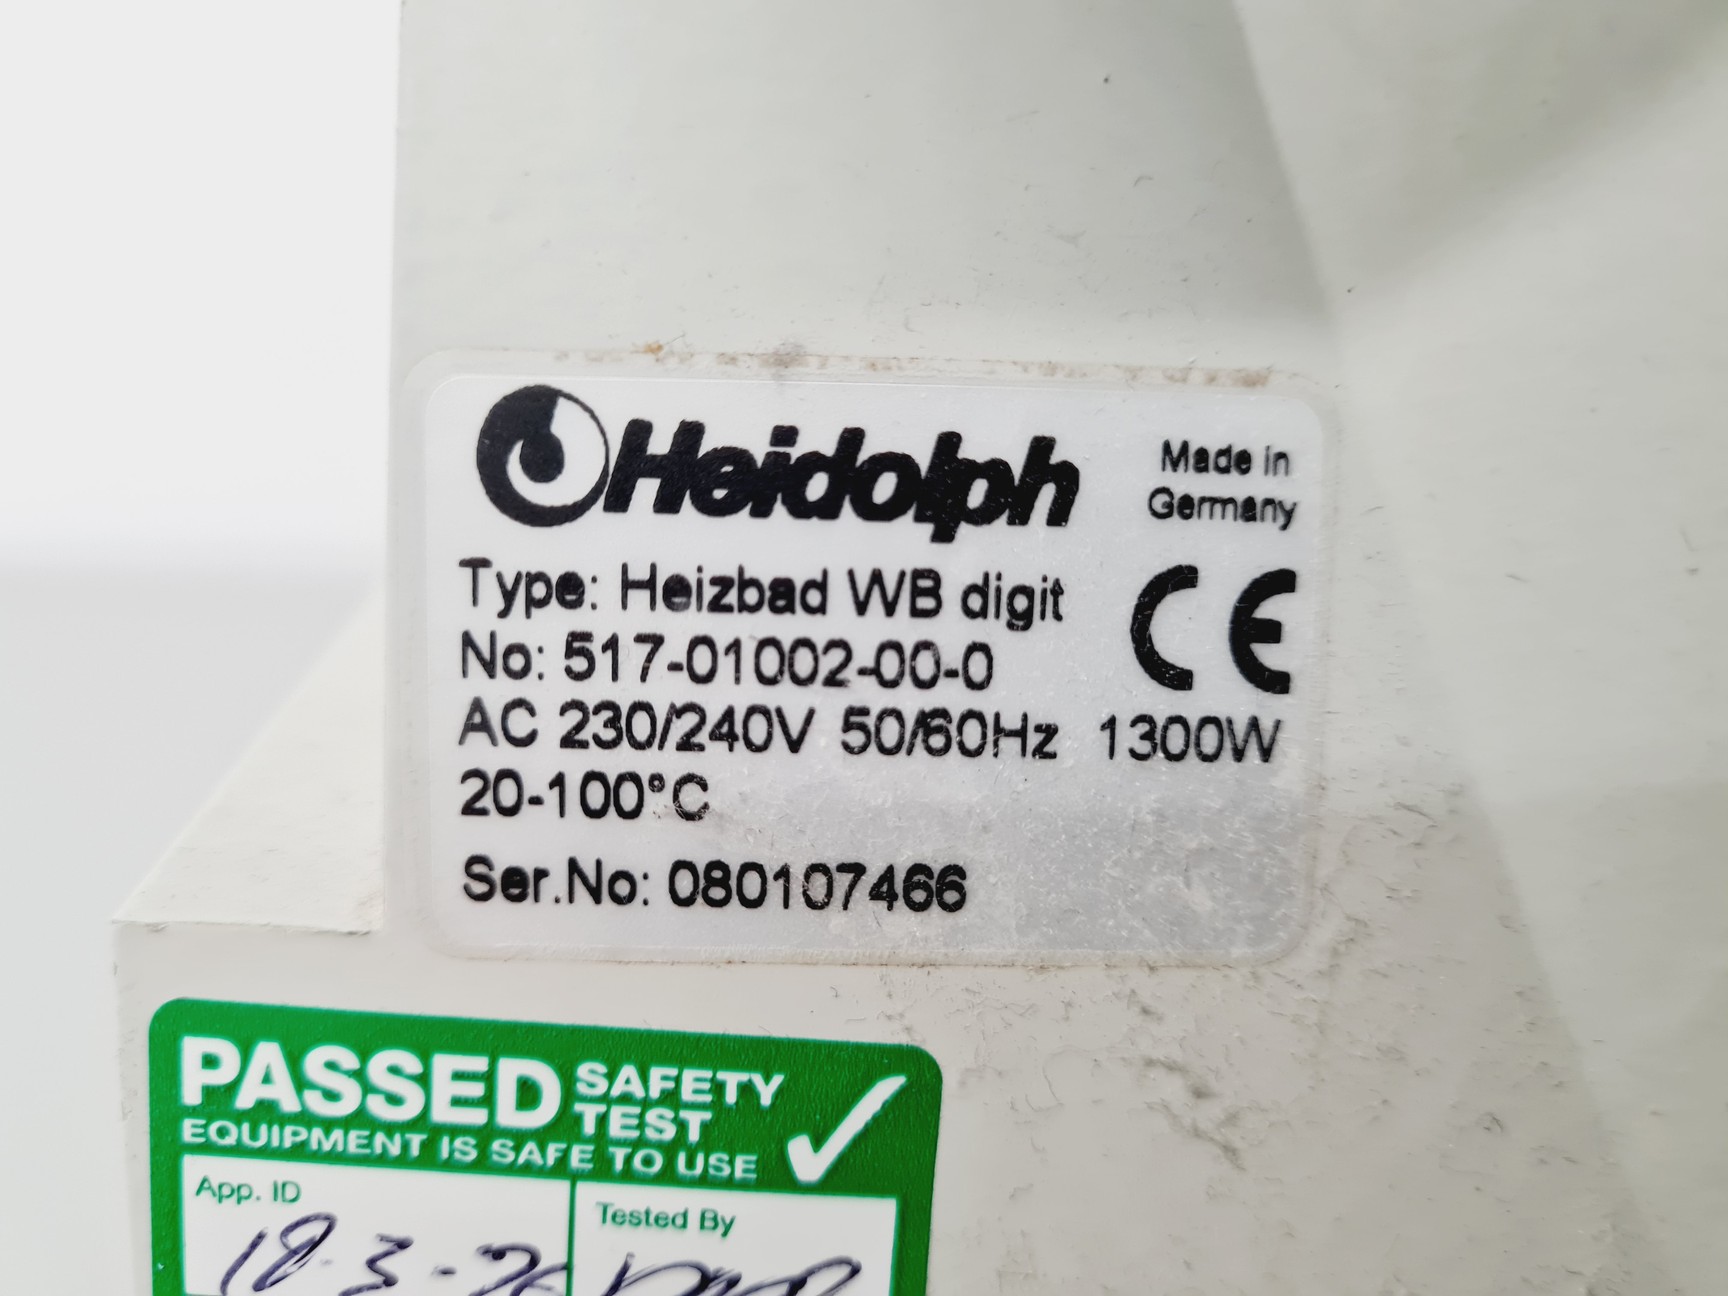 Heidolph
Made in
Germany
Type: Heizbad WB digit
CE
No: 517-01002-00-0
AC 230/240V 50/60Hz 1300W
20-100°C
Ser.No: 080107466
PASSED SAFETY TEST
EQUIPMENT IS SAFE TO USE
App. ID
Tested By